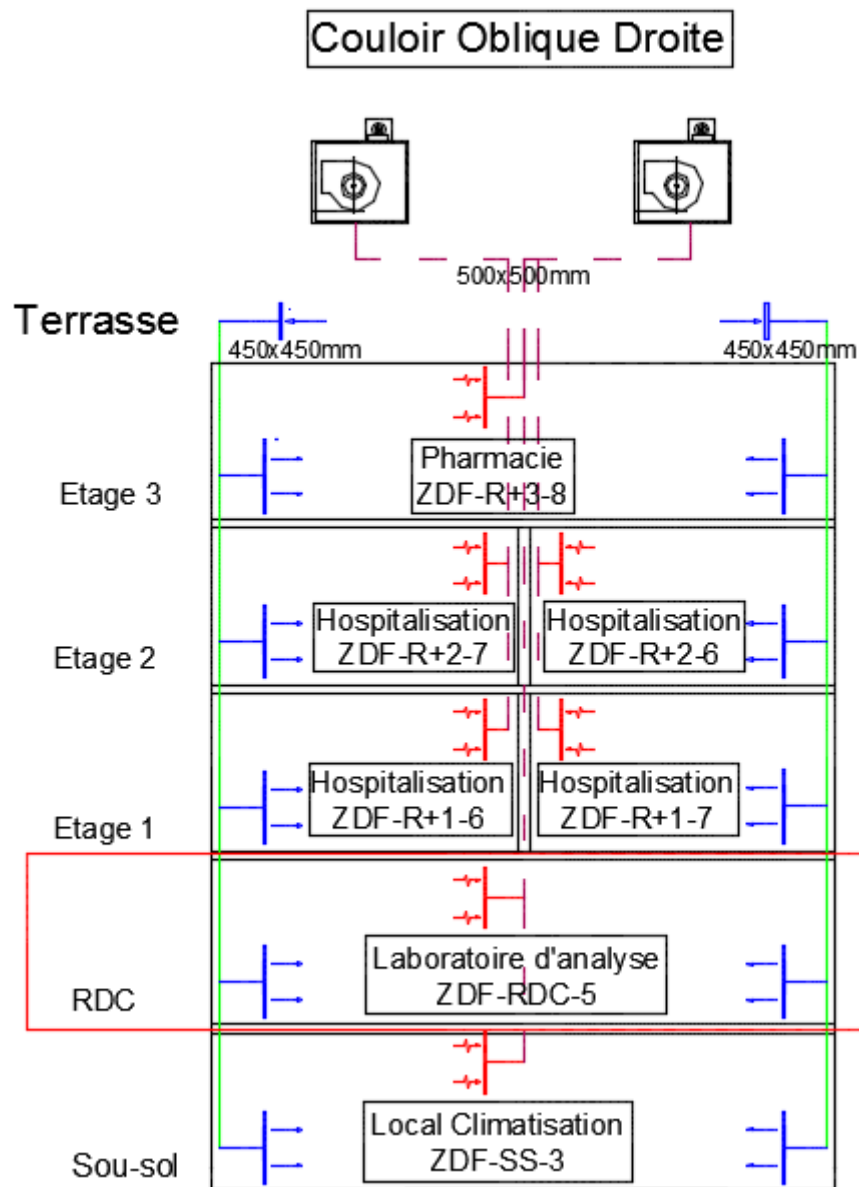 Couloir Oblique Droite
500x500mm
Terrasse
450x450mm
450x450mm
Pharmacie
ZDF-R+3-8
Etage 3
Hospitalisation
ZDF-R+2-7
Hospitalisation
ZDF-R+2-6
Etage 2
Hospitalisation
ZDF-R+1-6
Hospitalisation
ZDF-R+1-7
Etage 1
Laboratoire d'analyse
ZDF-RDC-5
RDC
Local Climatisation
ZDF-SS-3
Sou-sol